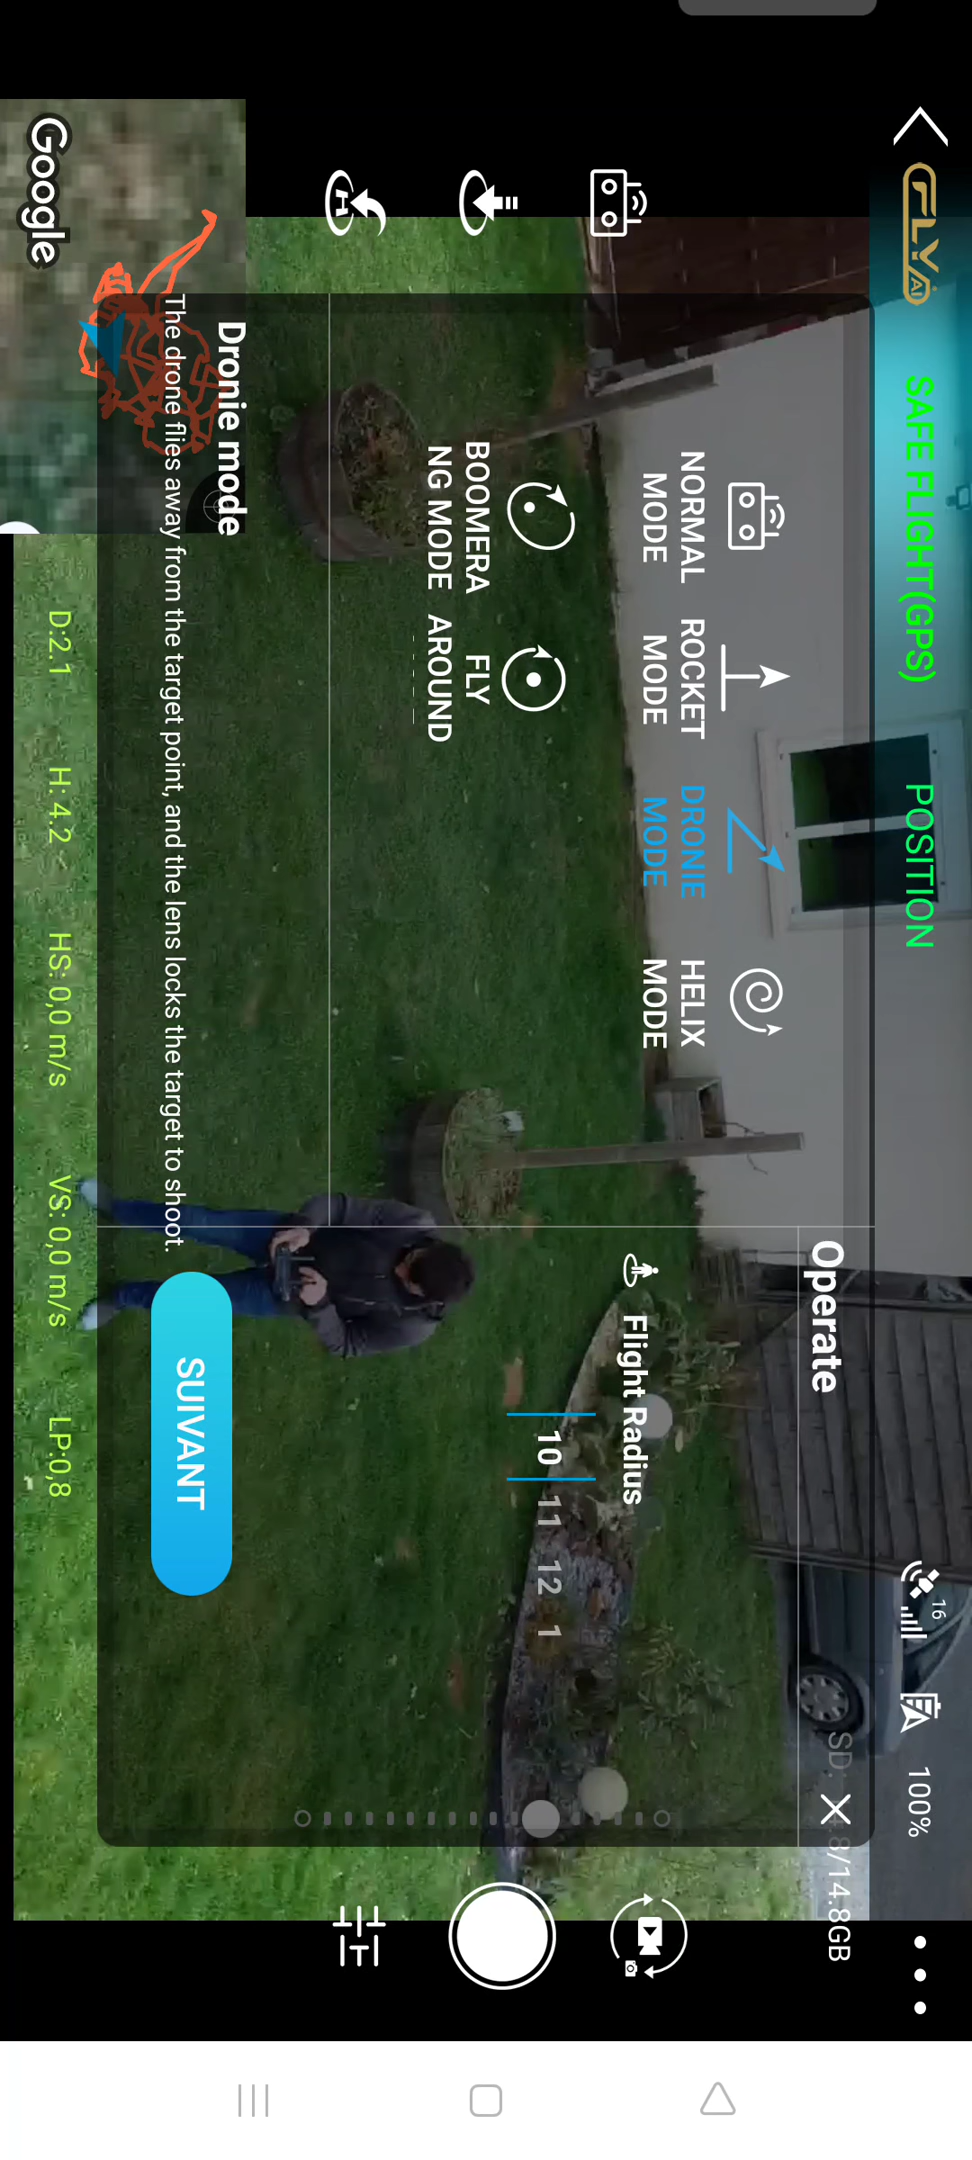 FLY AI
SAFE FLIGHT(GPS)
POSITION
16
100%
8/14.8GB
NORMAL
MODE
ROCKET
MODE
DRONIE
MODE
HELIX
MODE
BOOMERA
NG MODE
FLY
AROUND
Dronie mode
The drone flies away from the target point, and the lens locks the target to shoot.
Operate
Flight Radius
10 11 12 1
SUIVANT
SD:
Google
D:2.1 H: 4.2 HS:0,0 m/s VS:0,0 m/s LP:0,8